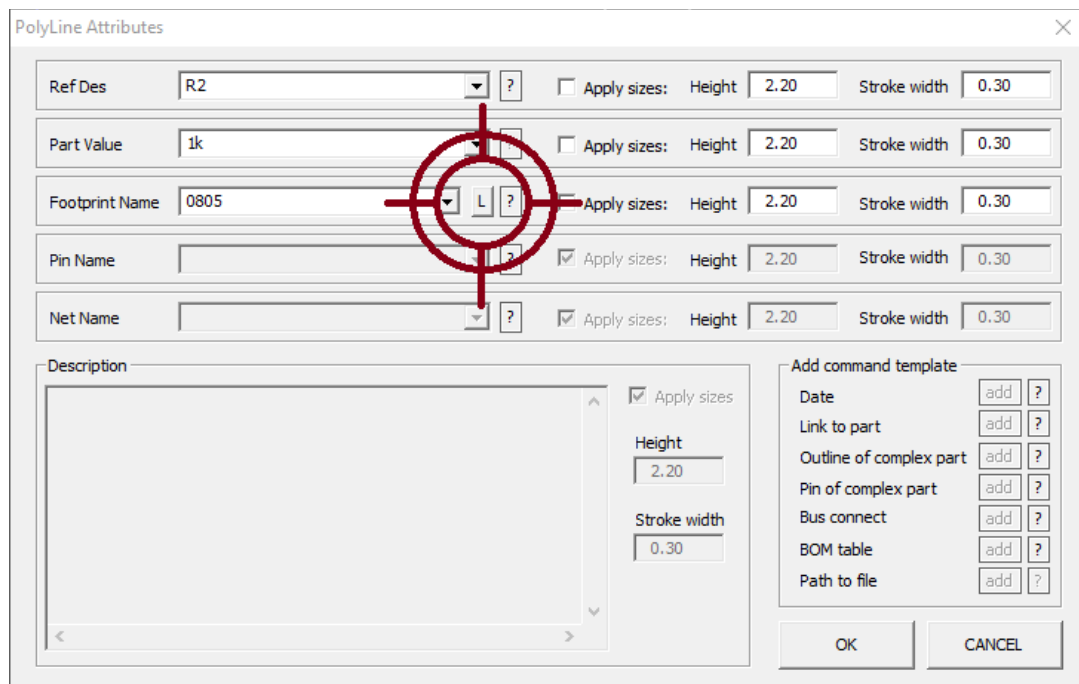 PolyLine Attributes
Ref Des R2 ? Apply sizes: Height 2.20 Stroke width 0.30
Part Value 1k ? Apply sizes: Height 2.20 Stroke width 0.30
Footprint Name 0805 L ? Apply sizes: Height 2.20 Stroke width 0.30
Pin Name ? Apply sizes: Height 2.20 Stroke width 0.30
Net Name ? Apply sizes: Height 2.20 Stroke width 0.30
Description
Apply sizes
Height
2.20
Stroke width
0.30
Add command template
Date add ?
Link to part add ?
Outline of complex part add ?
Pin of complex part add ?
Bus connect add ?
BOM table add ?
Path to file add ?
OK CANCEL